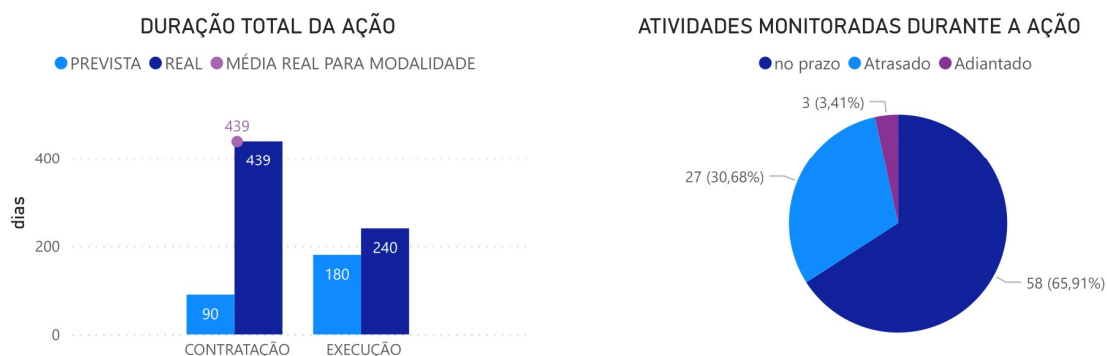 DURAÇÃO TOTAL DA AÇÃO
PREVISTA REAL MÉDIA REAL PARA MODALIDADE
439
400
439
dias
200
240
180
90
0
CONTRATAÇÃO EXECUÇÃO
ATIVIDADES MONITORADAS DURANTE A AÇÃO
no prazo Atrasado Adiantado
3 (3,41%)
27 (30,68%)
58 (65,91%)